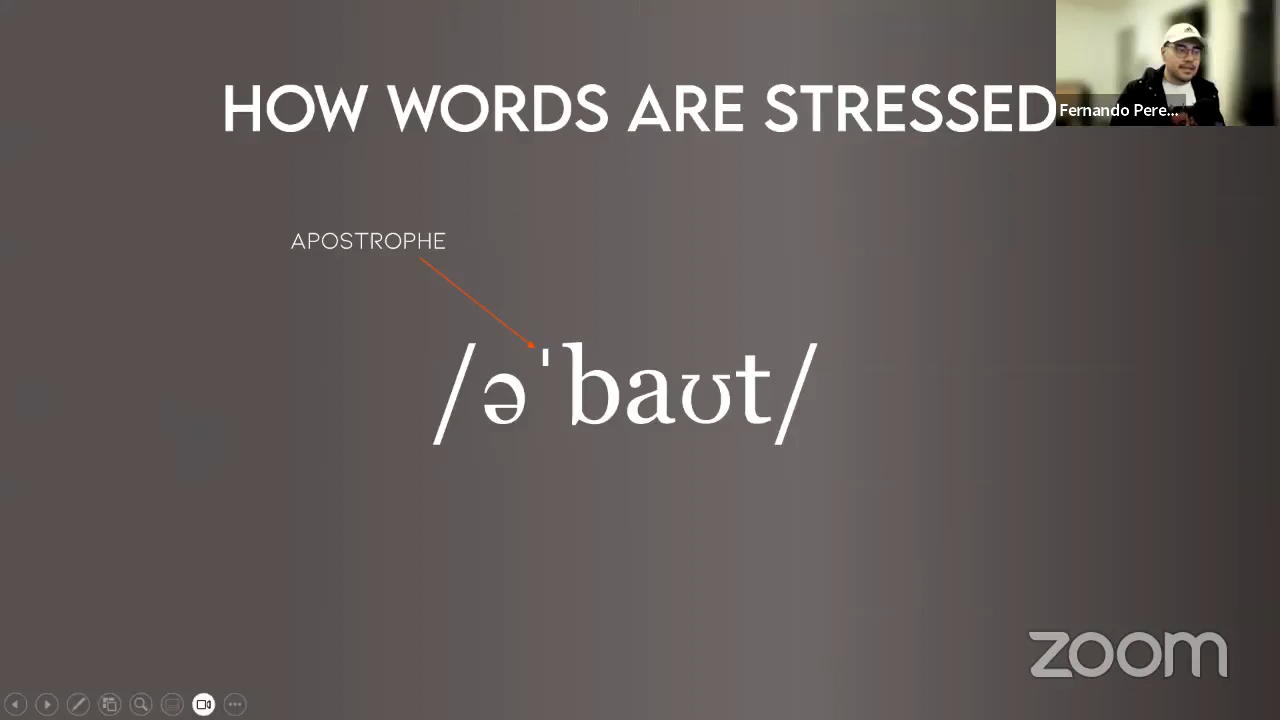 HOW WORDS ARE STRESSED
Fernando Pere...
APOSTROPHE
/əˈbaʊt/
zoom